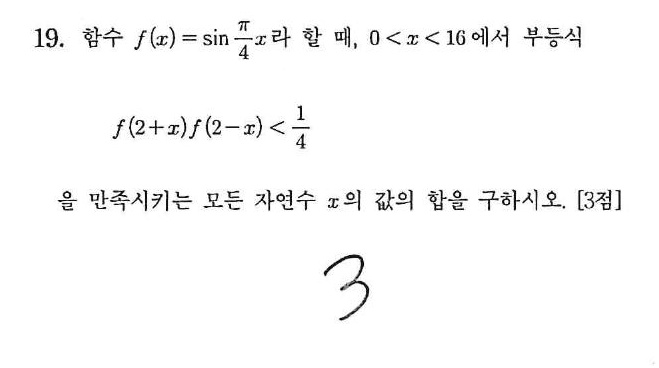 19. 함수 f(x)=sin π/4 x라 할 때, 0<x<16에서 부등식
f(2+x)f(2-x)<1/4
을 만족시키는 모든 자연수 x의 값의 합을 구하시오. [3점]
3